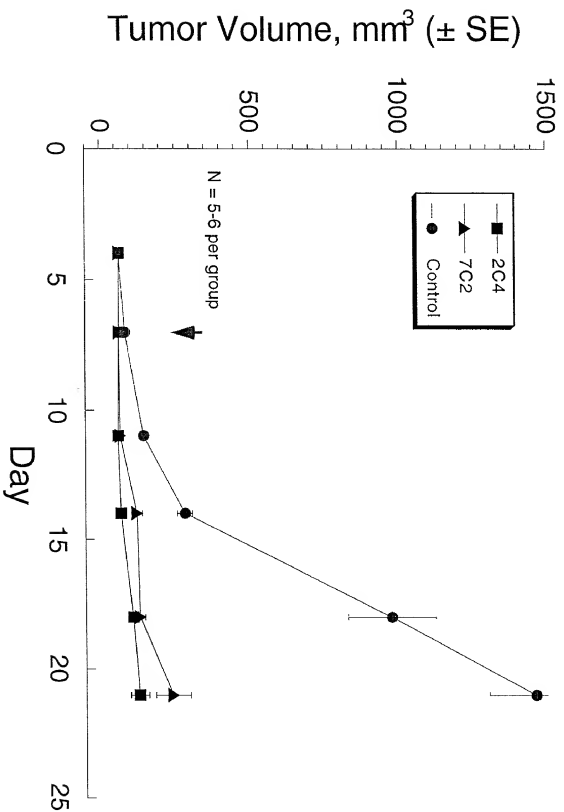 Tumor Volume, mm³ (± SE)
1500
1000
500
0
2C4
7C2
Control
N = 5-6 per group
0
5
10
15
20
25
Day